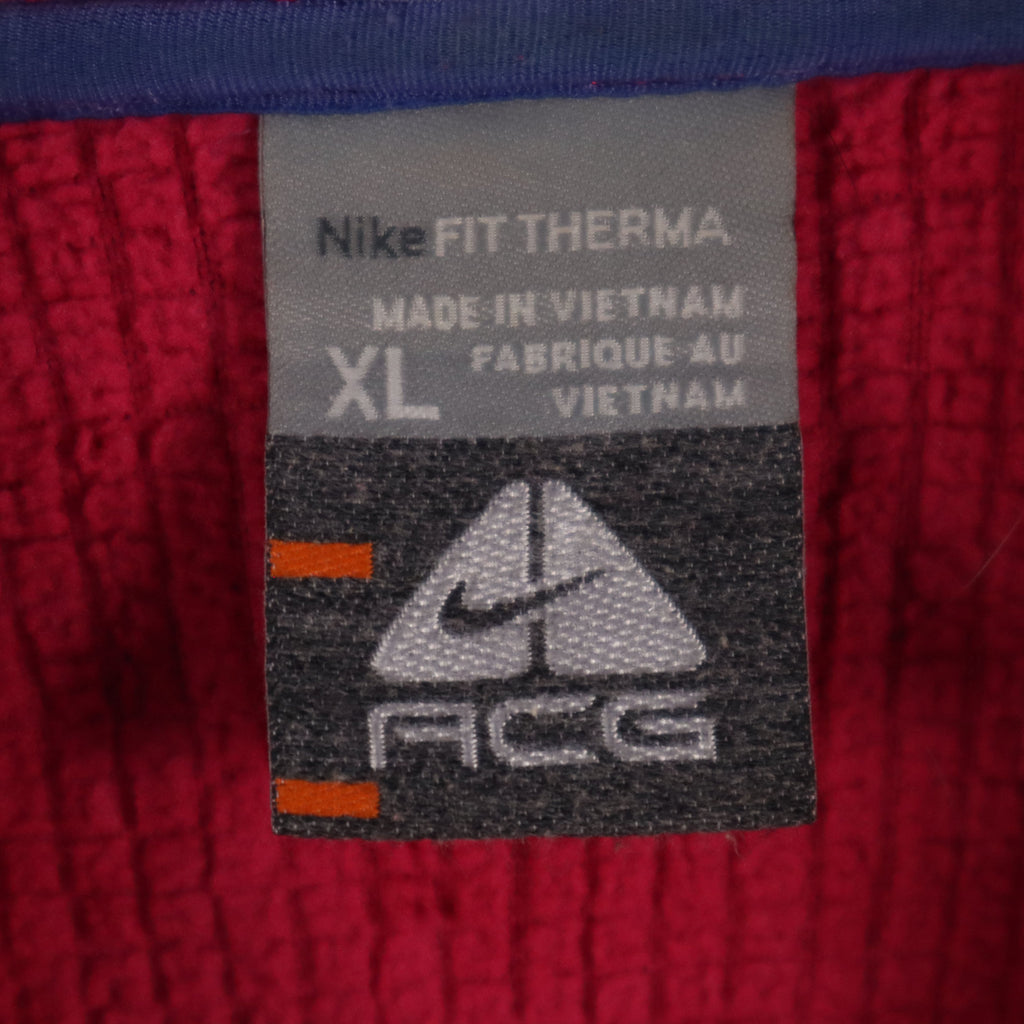 Nike FIT THERMA
MADE IN VIETNAM
XL
FABRIQUE AU
VIETNAM
ACG